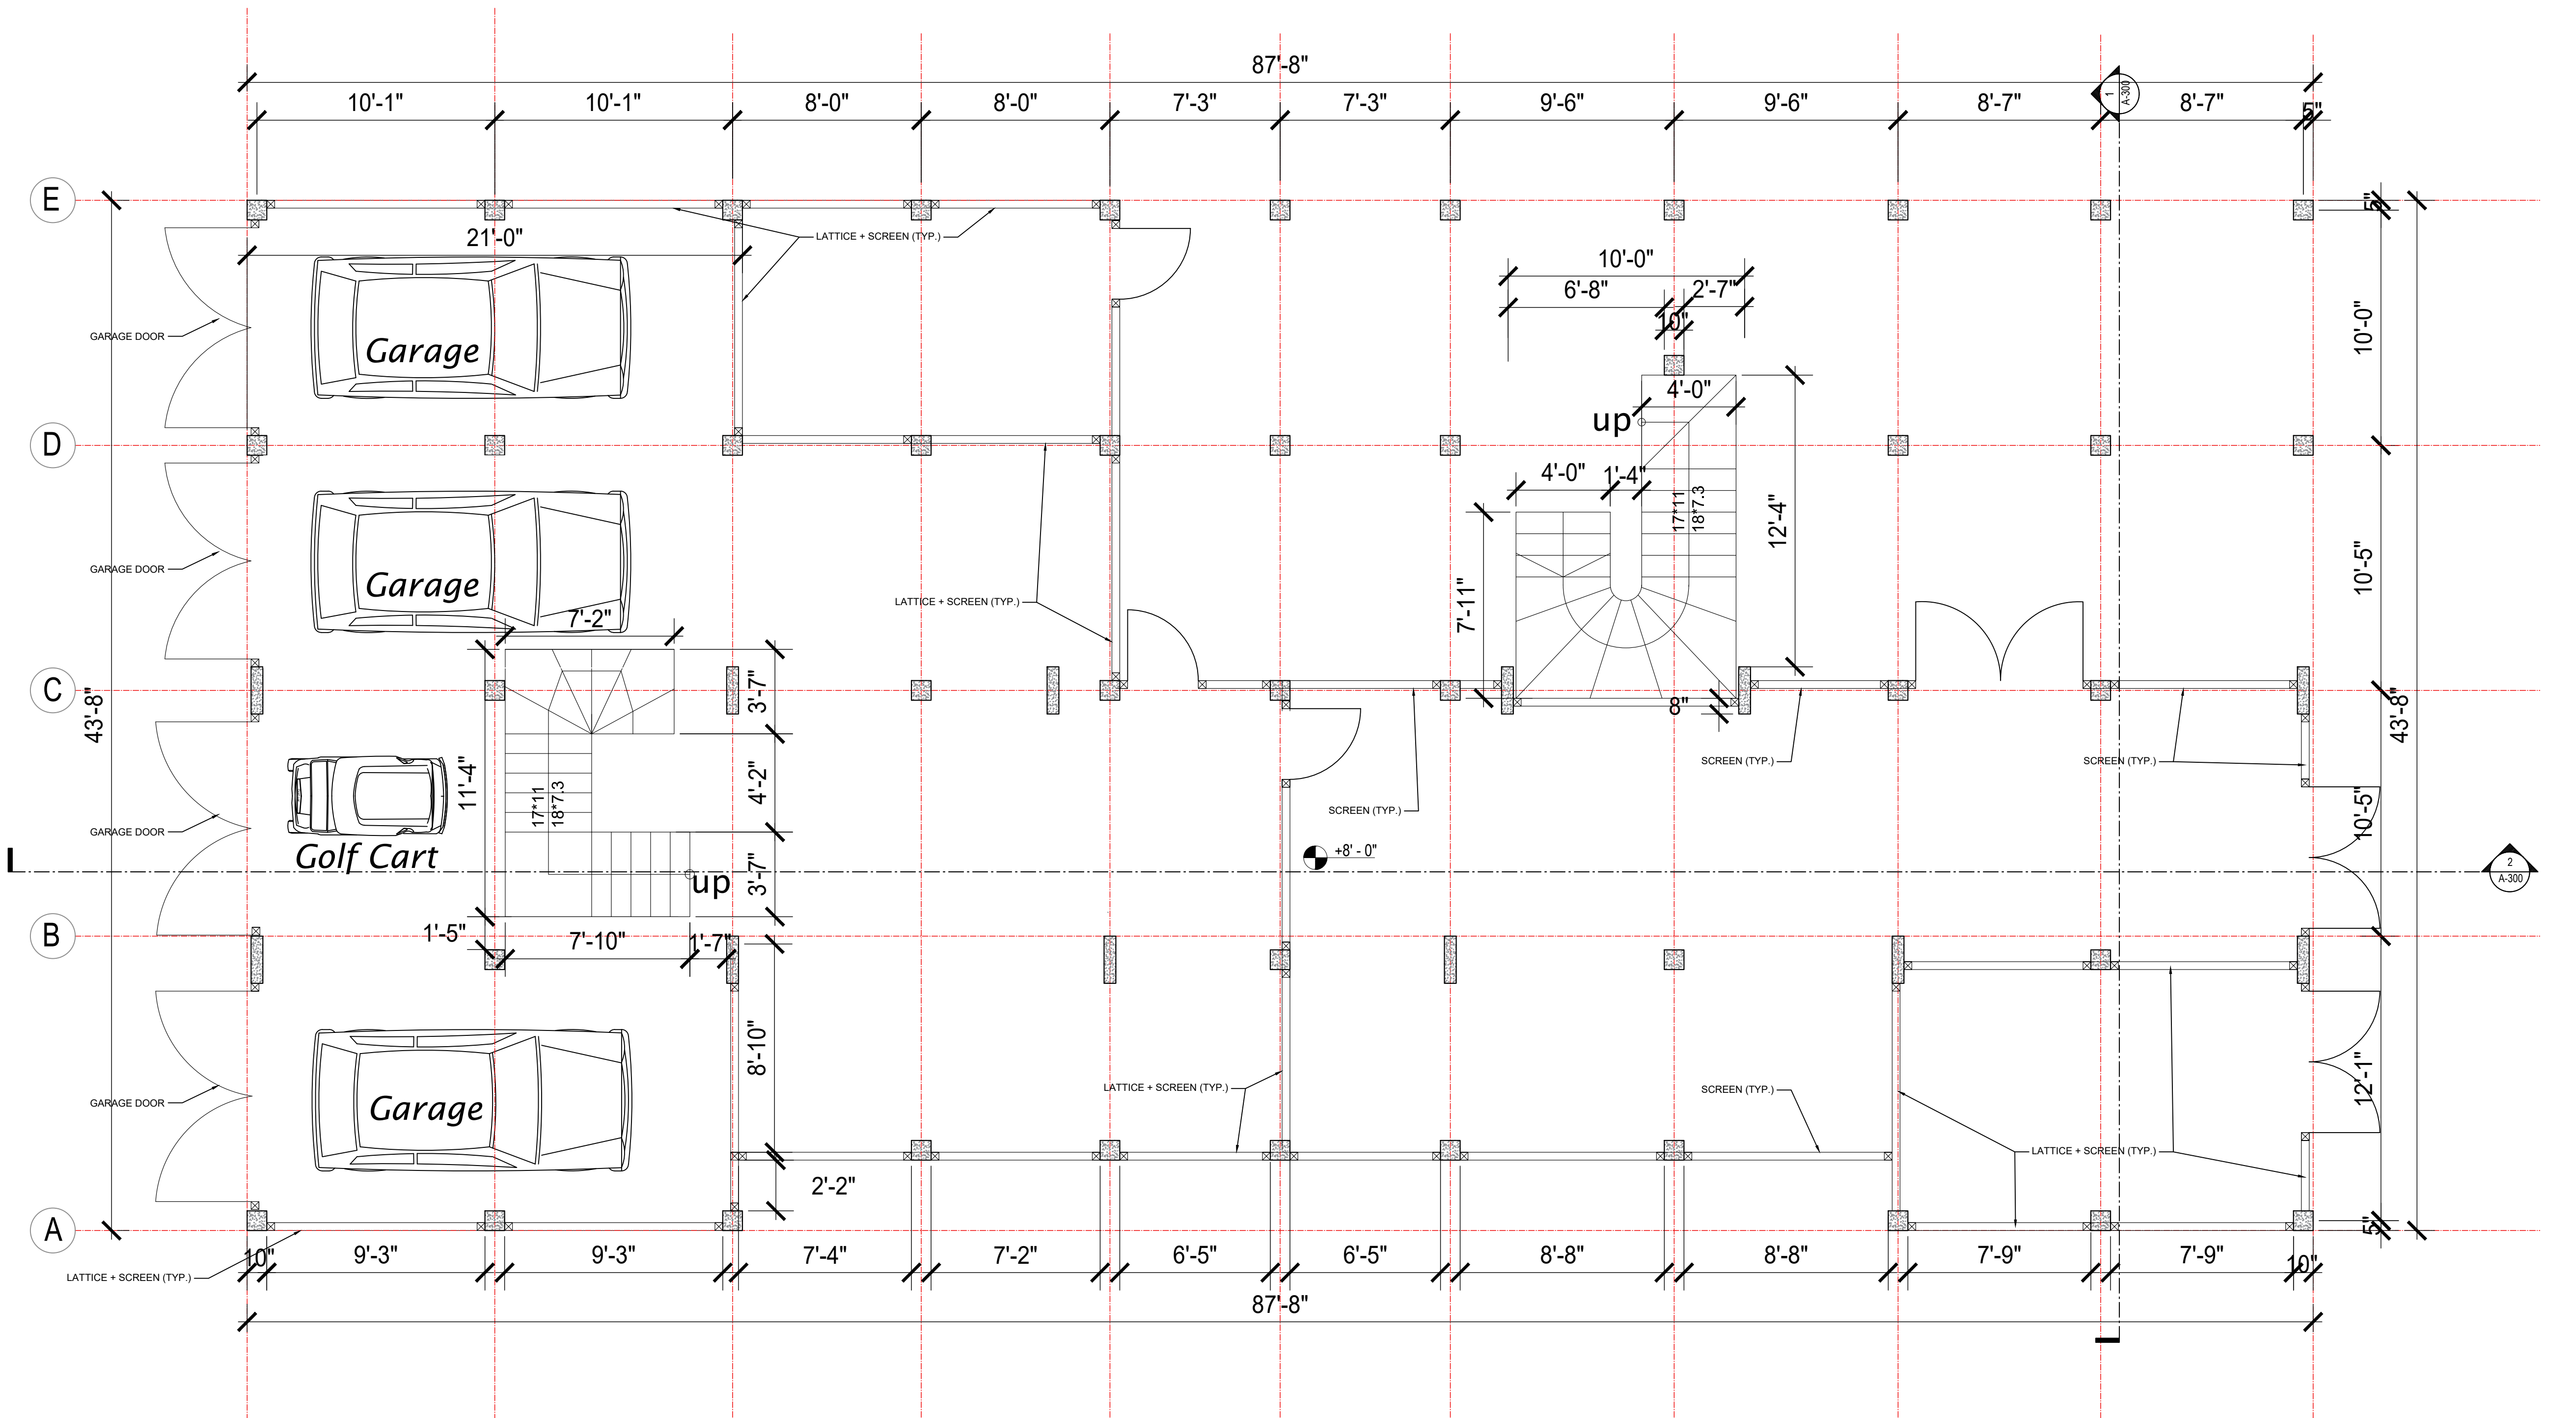 87'-8"
10'-1" 10'-1" 8'-0" 8'-0" 7'-3" 7'-3" 9'-6" 9'-6" 8'-7" 8'-7" 5"
1
A-300
E
5"
21'-0"
LATTICE + SCREEN (TYP.)
10'-0"
6'-8" 2'-7"
10"
10'-0"
GARAGE DOOR
Garage
4'-0"
up
D
4'-0" 1'-4"
17*11
18*7.3
12'-4"
10'-5"
GARAGE DOOR
Garage
7'-2"
LATTICE + SCREEN (TYP.)
7'-11"
C
43'-8"
3'-7"
8"
43'-8"
11'-4"
4'-2"
17*11
18*7.3
SCREEN (TYP.)
SCREEN (TYP.)
SCREEN (TYP.)
10'-5"
GARAGE DOOR
Golf Cart
+8' - 0"
3'-7"
up
2
A-300
B
1'-5" 7'-10" 1'-7"
8'-10"
GARAGE DOOR
Garage
LATTICE + SCREEN (TYP.)
SCREEN (TYP.)
12'-1"
LATTICE + SCREEN (TYP.)
2'-2"
A
5"
10" 9'-3" 9'-3" 7'-4" 7'-2" 6'-5" 6'-5" 8'-8" 8'-8" 7'-9" 7'-9" 10"
LATTICE + SCREEN (TYP.)
87'-8"